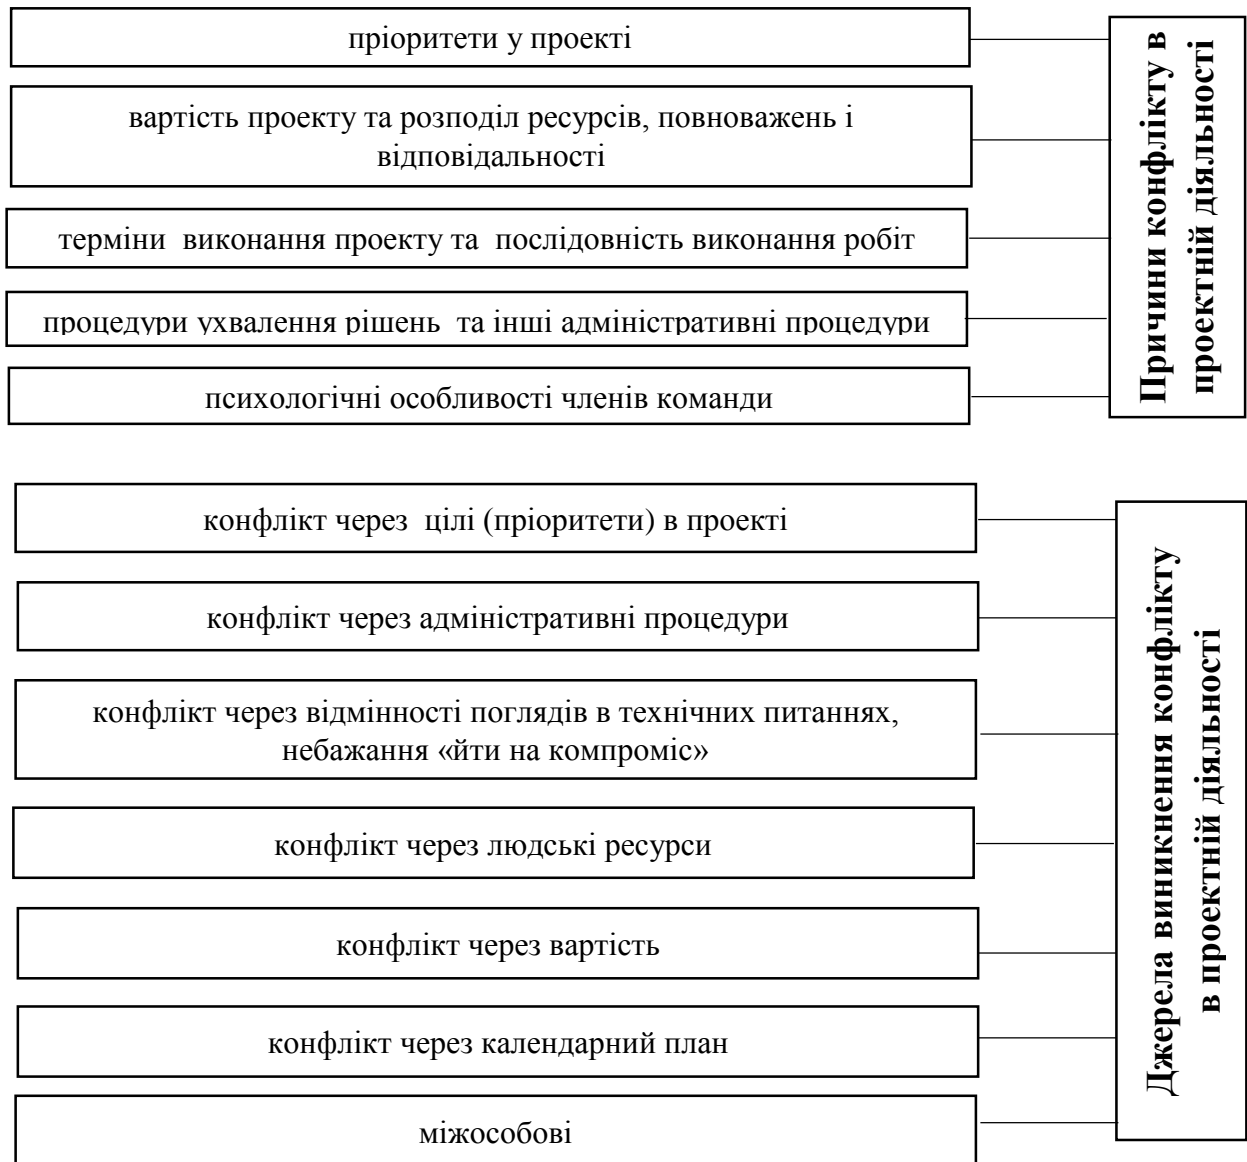 пріоритети у проекті
вартість проекту та розподіл ресурсів, повноважень і
відповідальності
терміни виконання проекту та послідовність виконання робіт
процедури ухвалення рішень та інші адміністративні процедури
психологічні особливості членів команди
Причини конфлікту в
проектній діяльності
конфлікт через цілі (пріоритети) в проекті
конфлікт через адміністративні процедури
конфлікт через відмінності поглядів в технічних питаннях,
небажання «йти на компроміс»
конфлікт через людські ресурси
конфлікт через вартість
конфлікт через календарний план
міжособові
Джерела виникнення конфлікту
в проектній діяльності